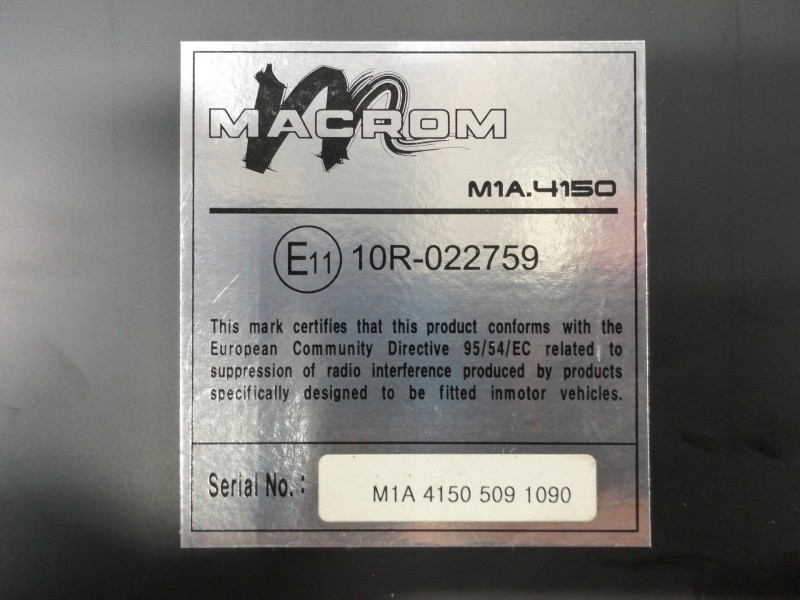 MACROM
M1A.4150
E11 10R-022759
This mark certifies that this product conforms with the
European Community Directive 95/54/EC related to
suppression of radio interference produced by products
specifically designed to be fitted inmotor vehicles.
Serial No. : M1A 4150 509 1090